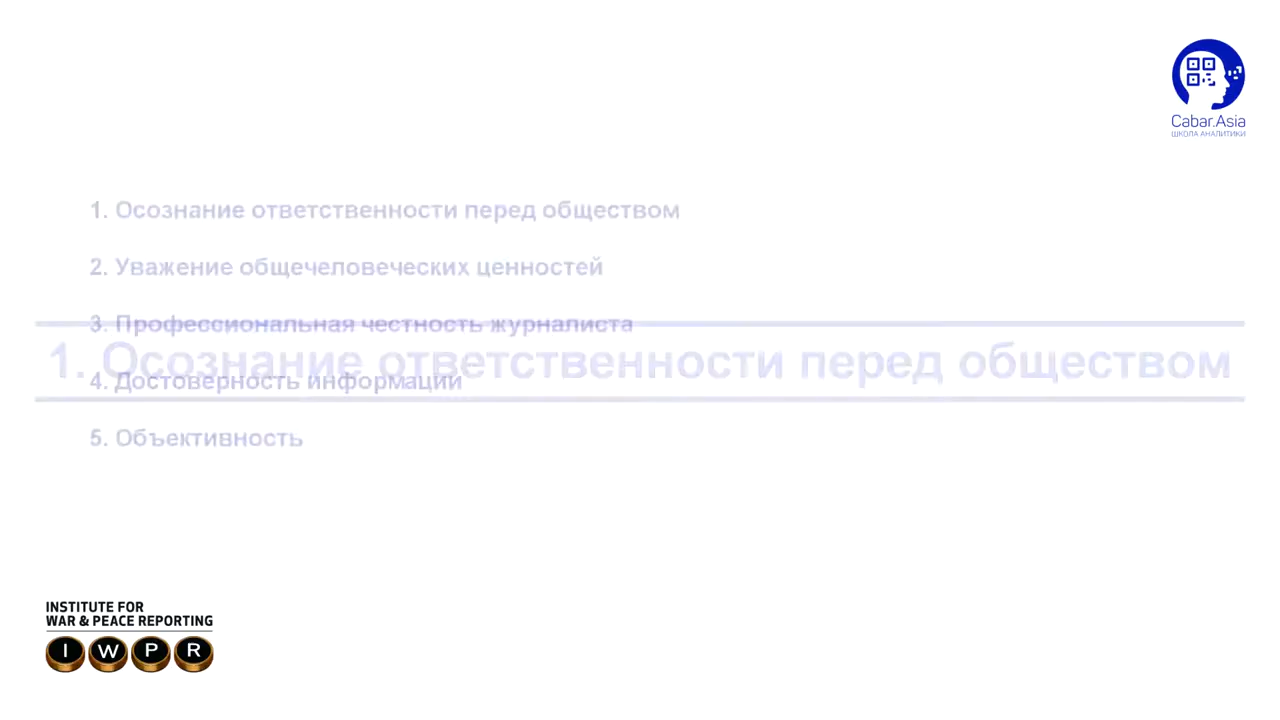 Cabar.Asia
ШКОЛА АНАЛИТИКИ
1. Осознание ответственности перед обществом
2. Уважение общечеловеческих ценностей
3. Профессиональная честность журналиста
1. Осознание ответственности перед обществом
4. Достоверность информации
5. Объективность
INSTITUTE FOR
WAR & PEACE REPORTING
I W P R